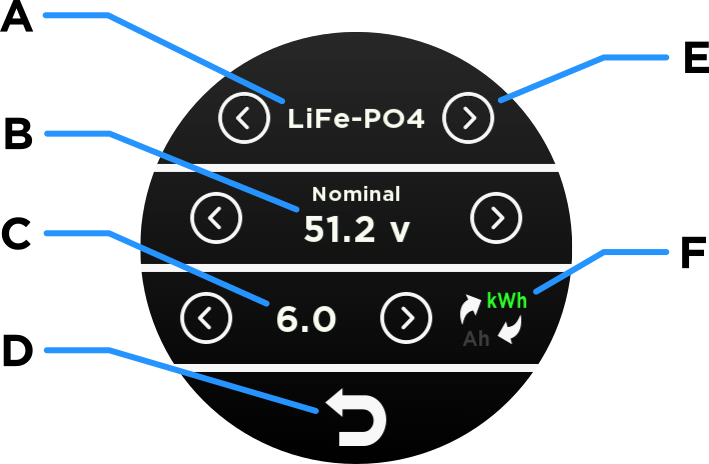 A
E
LiFe-PO4
B
Nominal
51.2 v
C
F
6.0
kWh
Ah
D